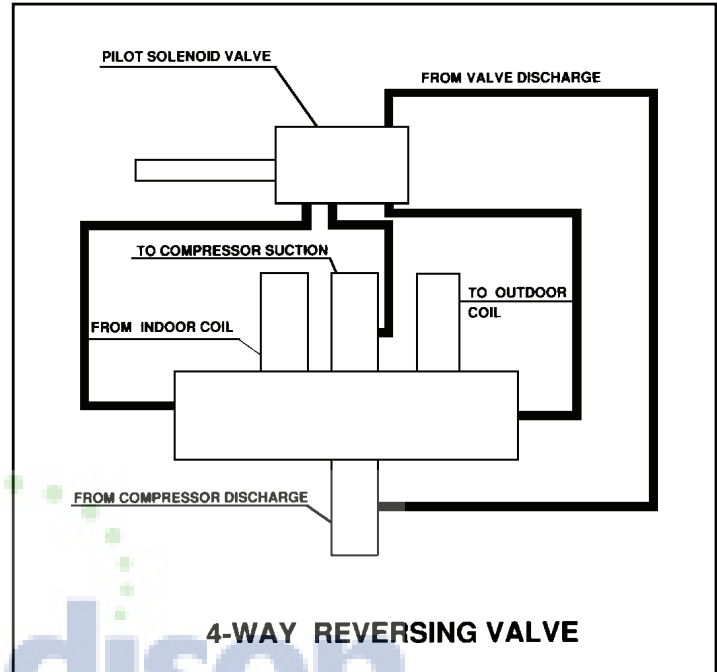 PILOT SOLENOID VALVE
FROM VALVE DISCHARGE
TO COMPRESSOR SUCTION
TO OUTDOOR
COIL
FROM INDOOR COIL
FROM COMPRESSOR DISCHARGE
4-WAY REVERSING VALVE